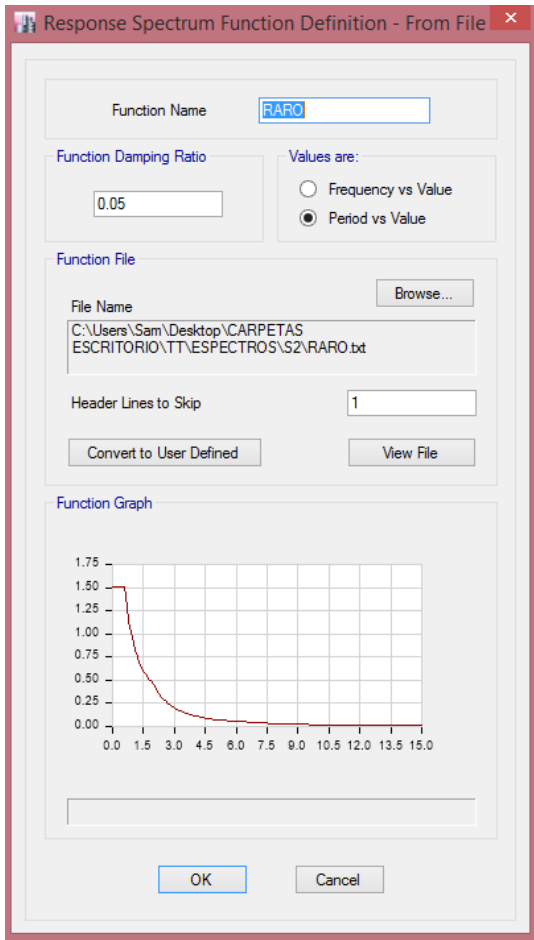 Response Spectrum Function Definition - From File
Function Name
RARO
Function Damping Ratio
0.05
Values are:
Frequency vs Value
Period vs Value
Function File
Browse...
File Name
C:\Users\Sam\Desktop\CARPETAS
ESCRITORIO\TT\ESPECTROS\S2\RARO.txt
Header Lines to Skip
1
Convert to User Defined
View File
Function Graph
1.75
1.50
1.25
1.00
0.75
0.50
0.25
0.00
0.0 1.5 3.0 4.5 6.0 7.5 9.0 10.5 12.0 13.5 15.0
OK
Cancel